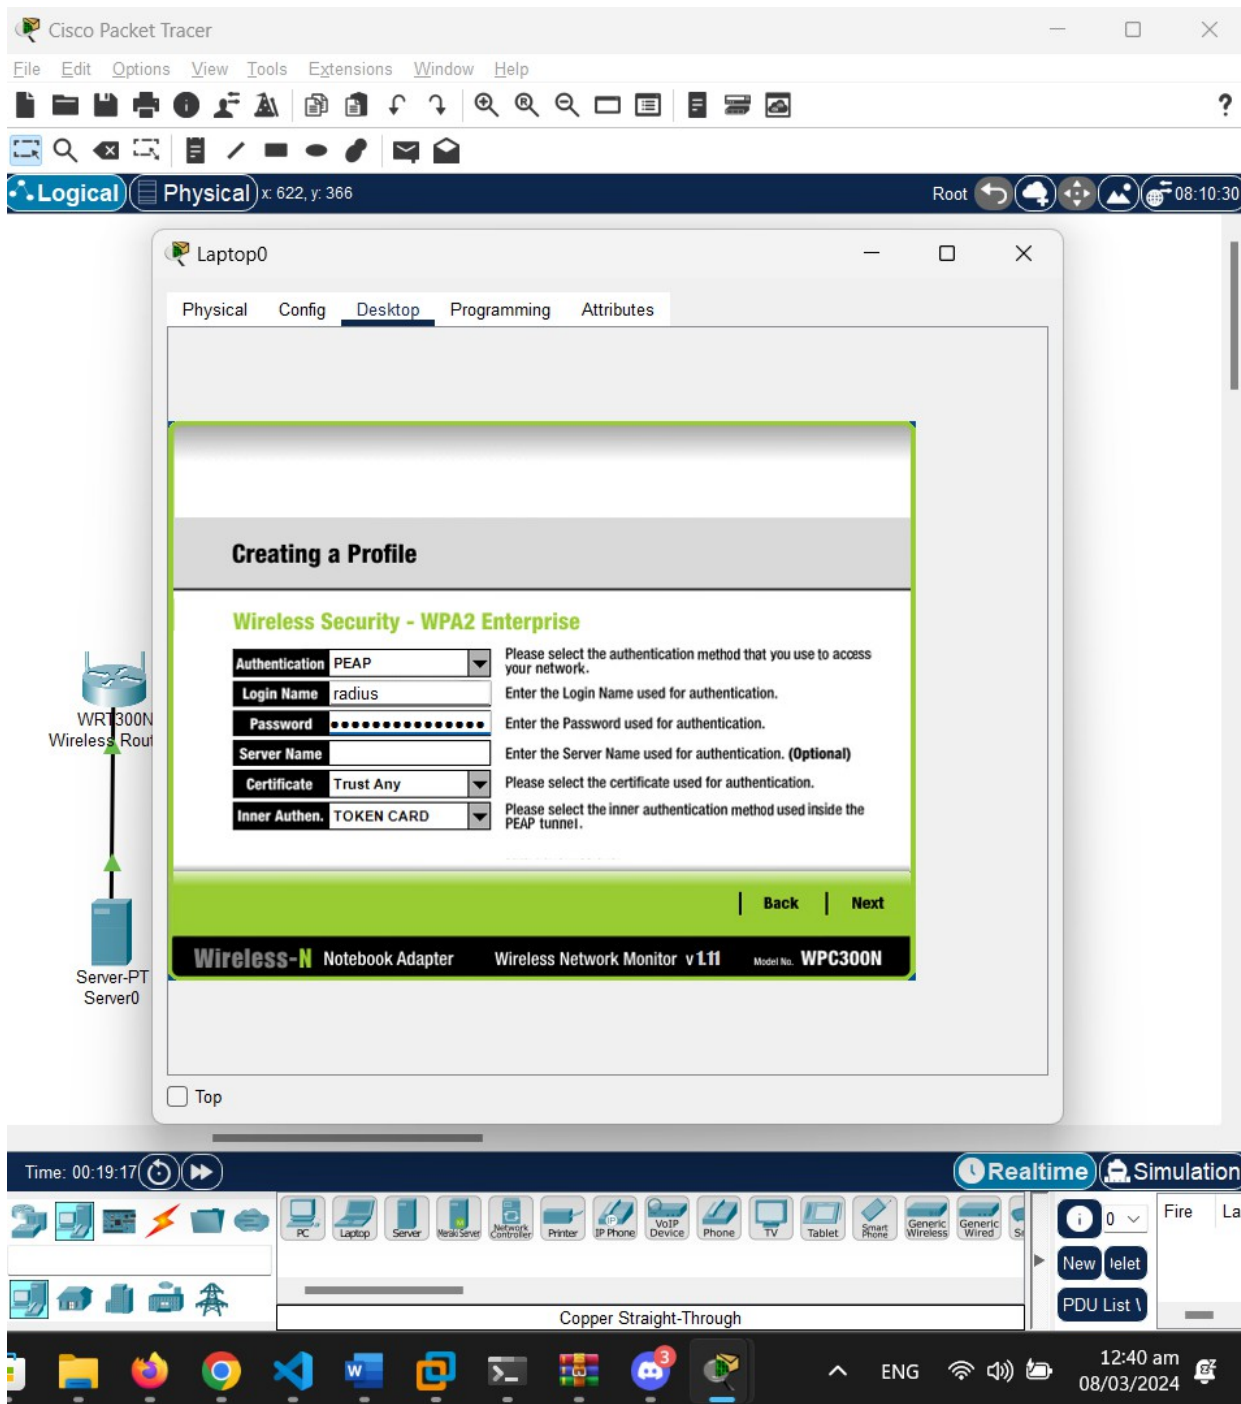 Cisco Packet Tracer
File Edit Options View Tools Extensions Window Help
?
Logical Physical x: 622, y: 366 Root 08:10:30
Laptop0
Physical Config Desktop Programming Attributes
Creating a Profile
Wireless Security - WPA2 Enterprise
Authentication PEAP Please select the authentication method that you use to access
your network.
Login Name radius Enter the Login Name used for authentication.
Password ●●●●●●●●●●●●●●● Enter the Password used for authentication.
Server Name Enter the Server Name used for authentication. (Optional)
Certificate Trust Any Please select the certificate used for authentication.
Inner Authen. TOKEN CARD Please select the inner authentication method used inside the
PEAP tunnel.
Back Next
Wireless-N Notebook Adapter Wireless Network Monitor v1.11 Model No. WPC300N
WRT300N
Wireless Rout
Server-PT
Server0
Top
Time: 00:19:17 Realtime Simulation
PC Laptop Server Meraki Server Network Controller Printer IP Phone VoIP Device Phone TV Tablet Smart Phone Generic Wireless Generic Wired
0 Fire La
New elet
PDU List
Copper Straight-Through
3
ENG 12:40 am
08/03/2024